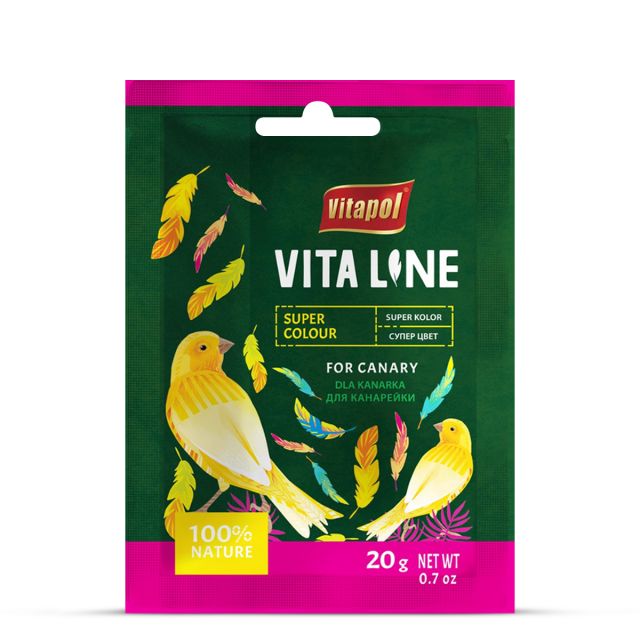 Vitapol®
VITA LINE
SUPER
COLOUR
SUPER KOLOR
СУПЕР ЦВЕТ
FOR CANARY
DLA KANARKA
ДЛЯ КАНАРЕЙКИ
100%
NATURE
20g NET WT
0.7 oz